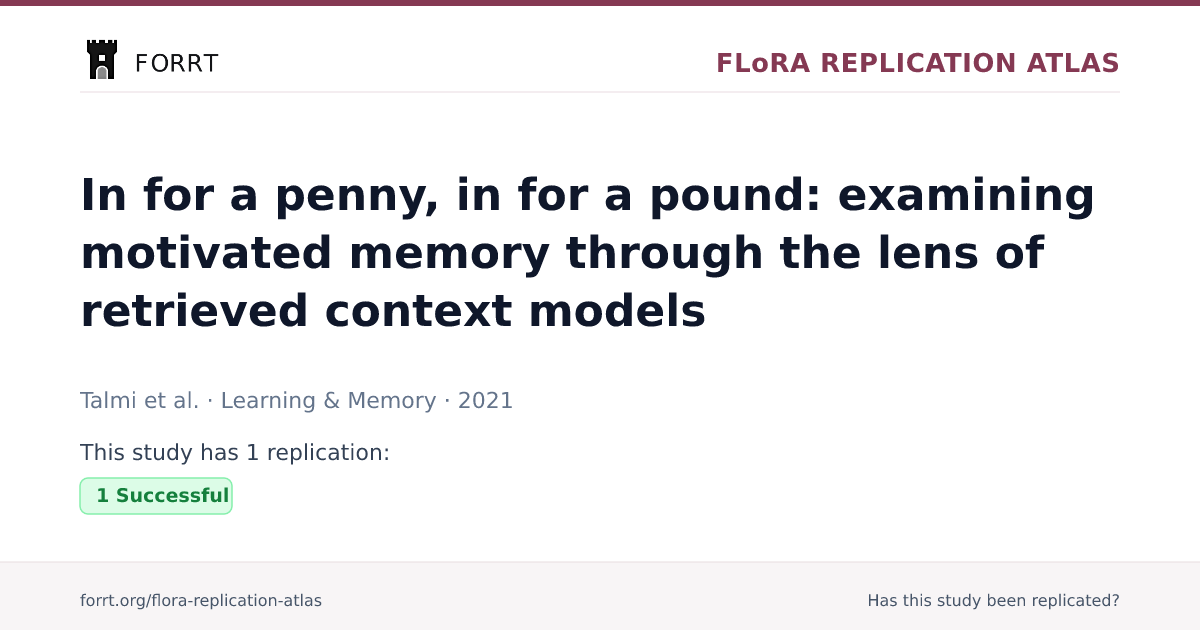 FORRT
FLoRA REPLICATION ATLAS
In for a penny, in for a pound: examining
motivated memory through the lens of
retrieved context models
Talmi et al. · Learning & Memory · 2021
This study has 1 replication:
1 Successful
forrt.org/flora-replication-atlas
Has this study been replicated?